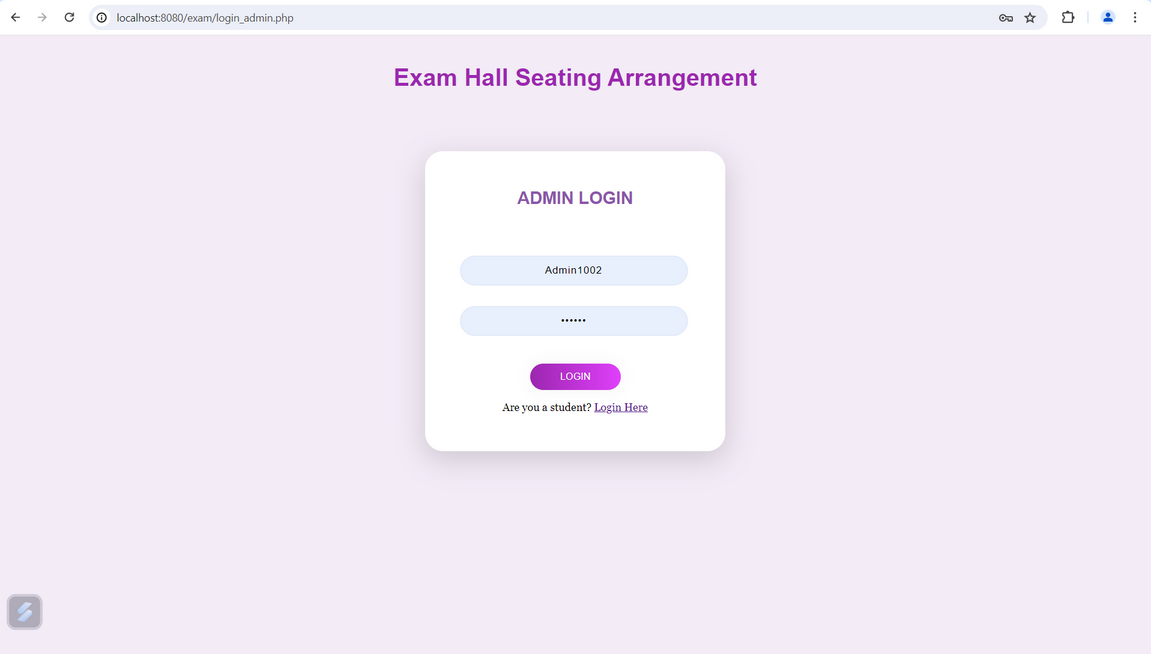 localhost:8080/exam/login_admin.php
Exam Hall Seating Arrangement
ADMIN LOGIN
Admin1002
••••••
LOGIN
Are you a student? Login Here